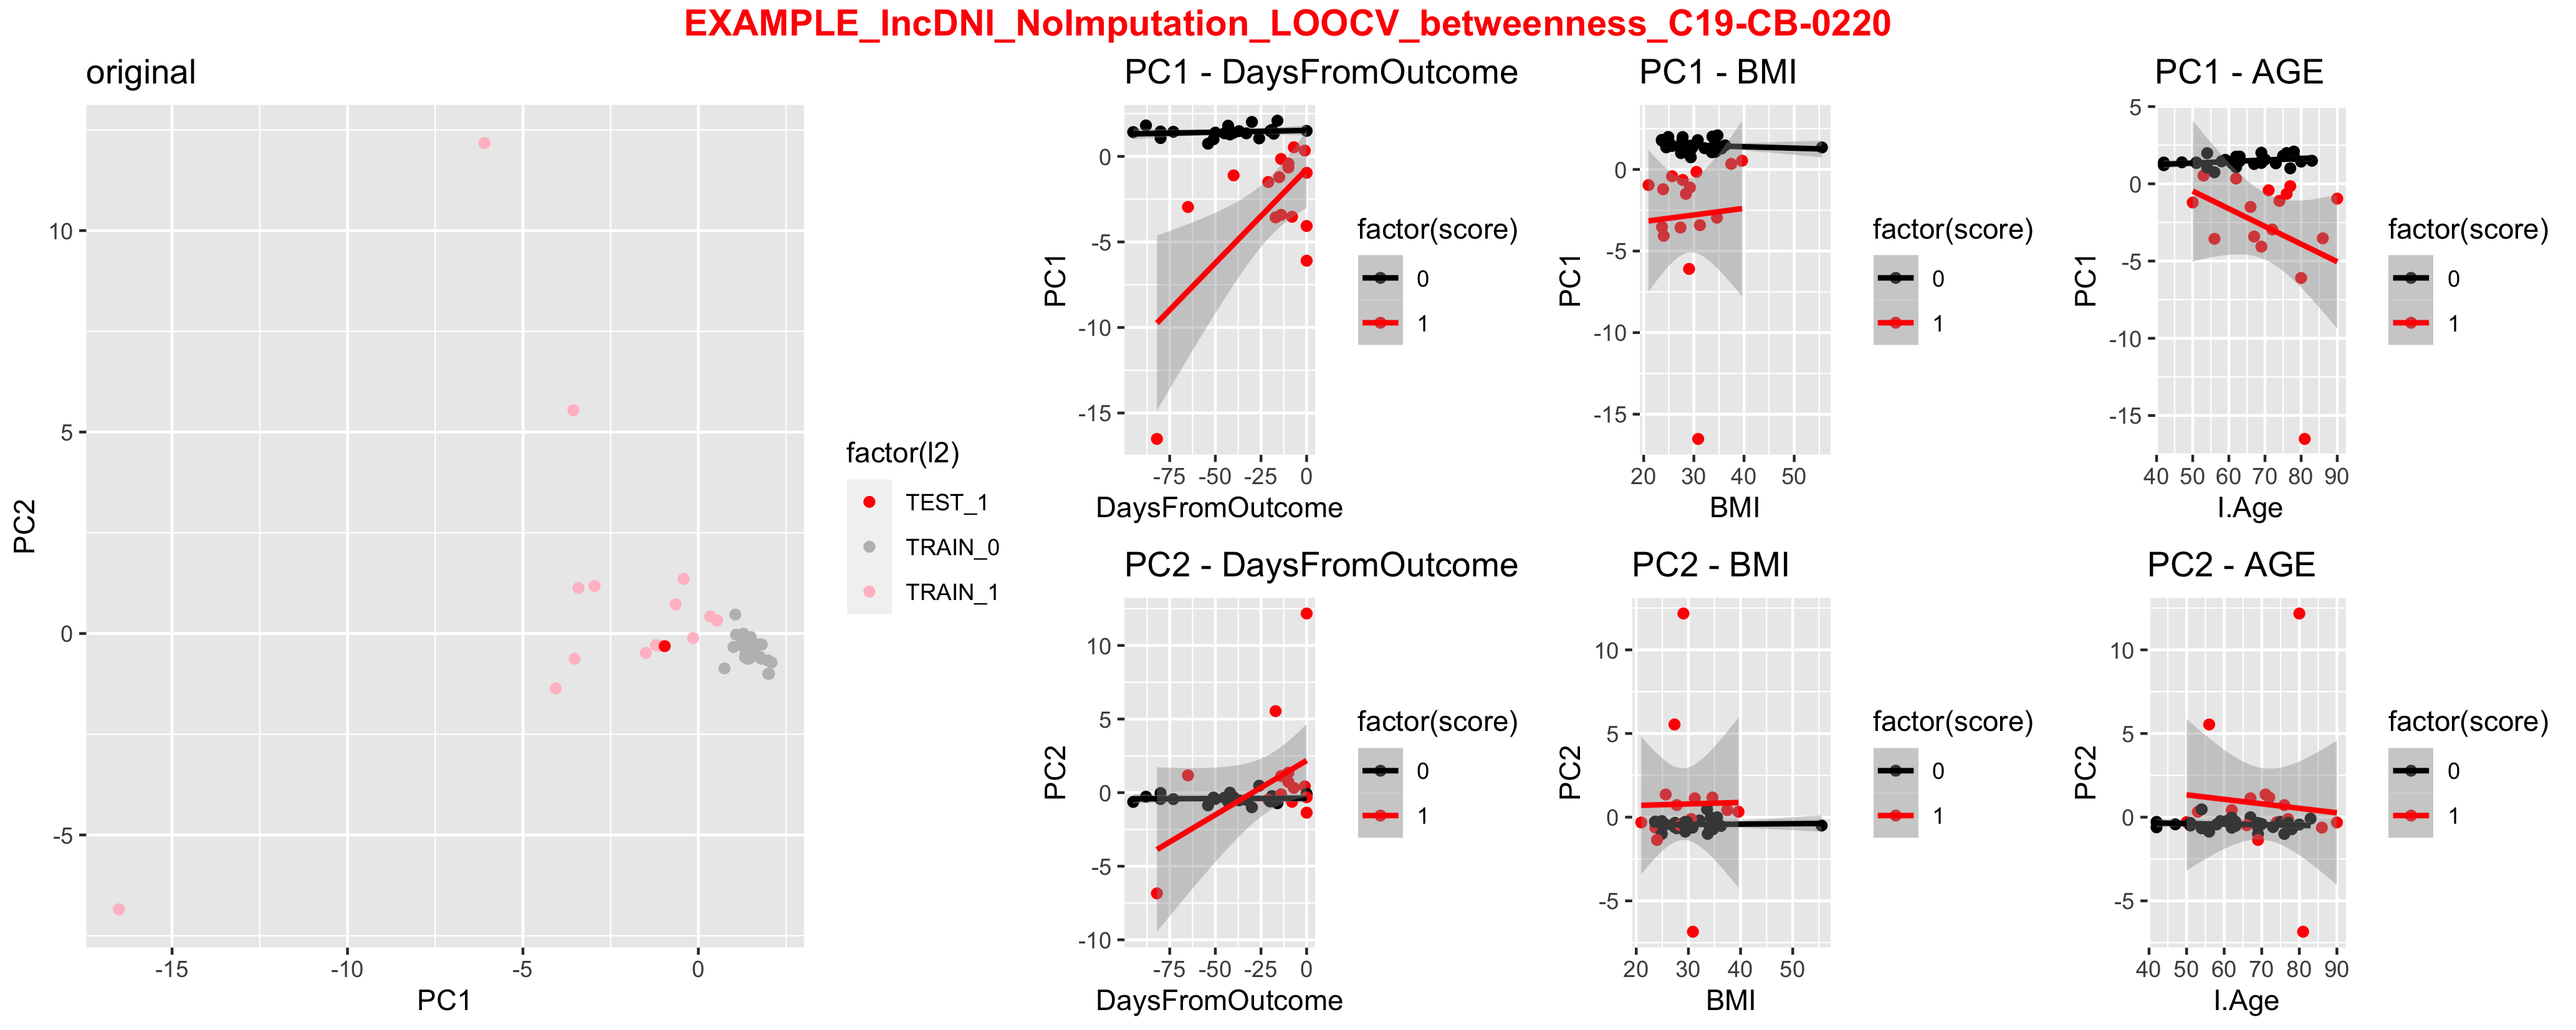 EXAMPLE_IncDNI_NoImputation_LOOCV_betweenness_C19-CB-0220
original
PC2
10
5
0
-5
-15
-10
-5
0
PC1
factor(l2)
TEST_1
TRAIN_0
TRAIN_1
PC1 - DaysFromOutcome
PC1
0
-5
-10
-15
-75
-50
-25
0
DaysFromOutcome
factor(score)
0
1
PC1 - BMI
PC1
0
-5
-10
-15
20
30
40
50
BMI
factor(score)
0
1
PC1 - AGE
PC1
5
0
-5
-10
-15
40
50
60
70
80
90
I.Age
factor(score)
0
1
PC2 - DaysFromOutcome
PC2
10
5
0
-5
-10
-75
-50
-25
0
DaysFromOutcome
factor(score)
0
1
PC2 - BMI
PC2
10
5
0
-5
20
30
40
50
BMI
factor(score)
0
1
PC2 - AGE
PC2
10
5
0
-5
40
50
60
70
80
90
I.Age
factor(score)
0
1